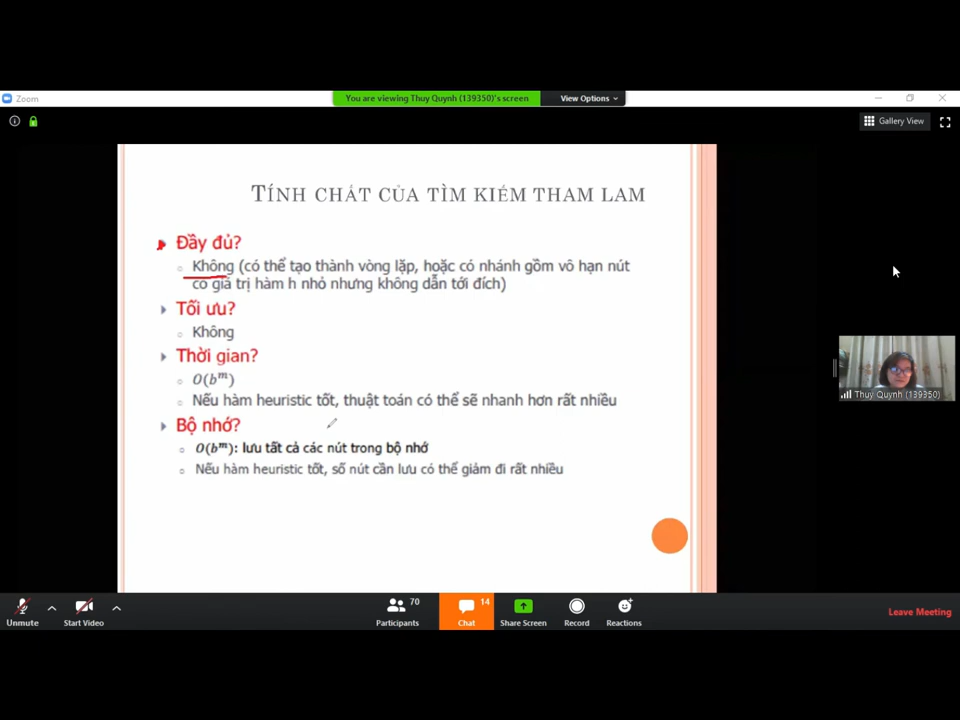 Zoom
You are viewing Thuy Quynh (139350)'s screen
View Options
Gallery View
TÍNH CHẤT CỦA TÌM KIẾM THAM LAM
Đầy đủ?
Không (có thể tạo thành vòng lặp, hoặc có nhánh gồm vô hạn nút
có giá trị hàm h nhỏ nhưng không dẫn tới đích)
Tối ưu?
Không
Thời gian?
O(bᵐ)
Nếu hàm heuristic tốt, thuật toán có thể sẽ nhanh hơn rất nhiều
Bộ nhớ?
O(bᵐ): lưu tất cả các nút trong bộ nhớ
Nếu hàm heuristic tốt, số nút cần lưu có thể giảm đi rất nhiều
Thuy Quynh (139350)
Unmute
Start Video
Participants 70
Chat 14
Share Screen
Record
Reactions
Leave Meeting